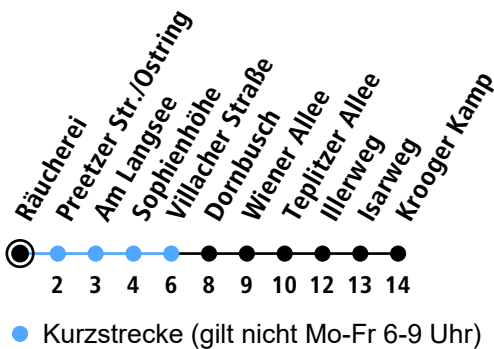 Räucherei
Preetzer Str./Ostring
Am Langsee
Sophienhöhe
Villacher Straße
Dornbusch
Wiener Allee
Teplitzer Allee
Illerweg
Isarweg
Krooger Kamp
2 3 4 6 8 9 10 12 13 14
Kurzstrecke (gilt nicht Mo-Fr 6-9 Uhr)